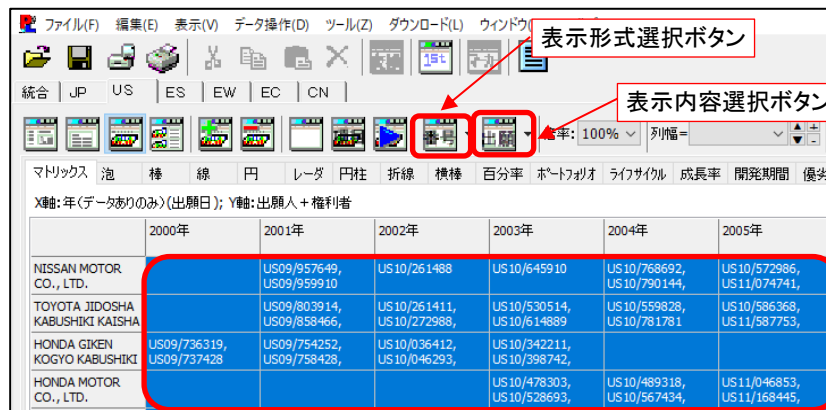 ファイル(F) 編集(E) 表示(V) データ操作(D) ツール(Z) ダウンロード(L) ウィンドウ(
表示形式選択ボタン
1st
統合 JP US ES EW EC CN
表示内容選択ボタン
番号 出願 率: 100% 列幅=
マトリックス 泡 棒 線 円 レーダ 円柱 折線 横棒 百分率 ポートフォリオ ライフサイクル 成長率 開発期間 優劣
X軸:年(データありのみ)(出願日); Y軸:出願人+権利者
2000年 2001年 2002年 2003年 2004年 2005年
NISSAN MOTOR US09/957649, US10/261488 US10/645910 US10/768692, US10/572986,
CO., LTD. US09/959910 US10/790144, US11/074741,
TOYOTA JIDOSHA US09/803914, US10/261411, US10/530514, US10/559828, US10/586368,
KABUSHIKI KAISHA US09/858466, US10/272988, US10/614889 US10/781781 US11/587753,
HONDA GIKEN US09/736319, US09/754252, US10/036412, US10/342211,
KOGYO KABUSHIKI US09/737428 US09/758428, US10/046293, US10/398742,
HONDA MOTOR US10/478303, US10/489318, US11/046853,
CO., LTD. US10/528693, US10/567434, US11/168445,